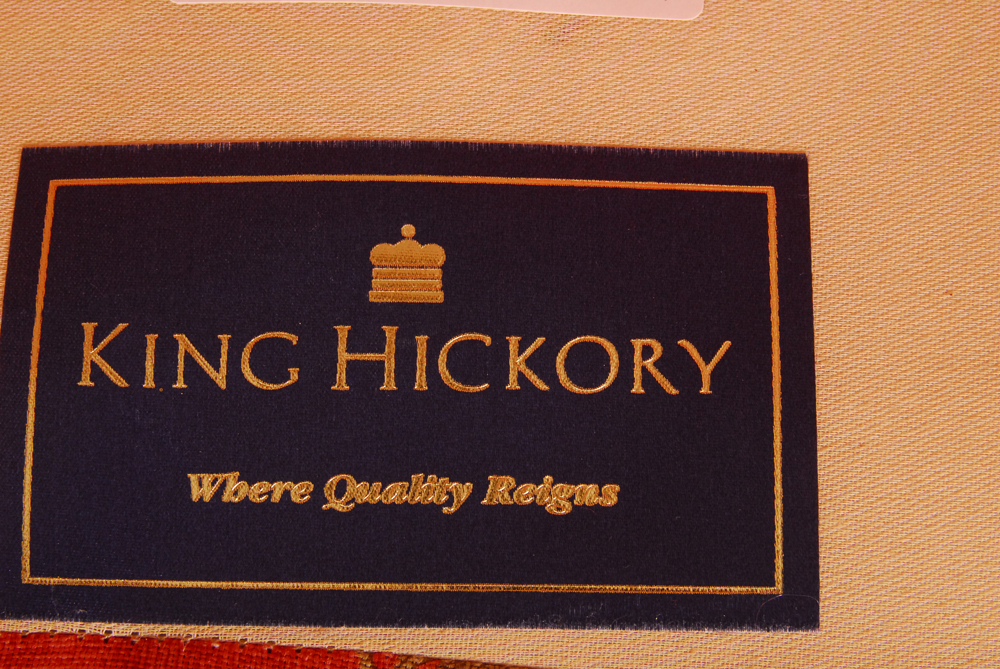 KING HICKORY
Where Quality Reigns